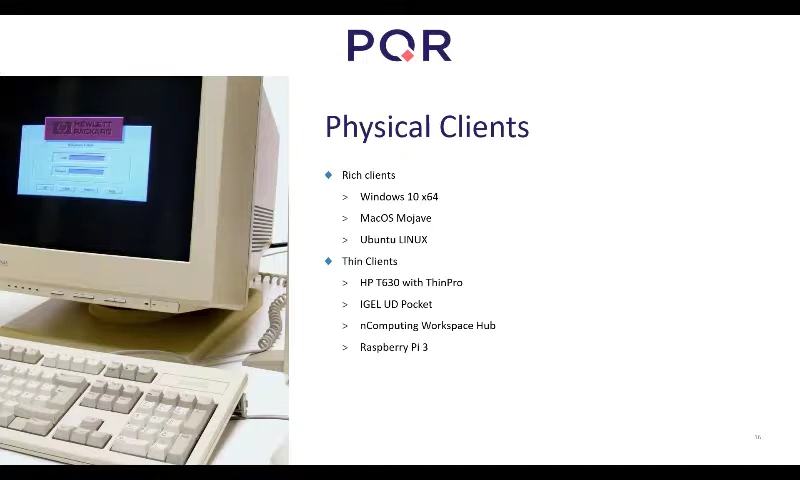 PQR
HEWLETT
PACKARD
Physical Clients
Rich clients
> Windows 10 x64
> MacOS Mojave
> Ubuntu LINUX
Thin Clients
> HP T630 with ThinPro
> IGEL UD Pocket
> nComputing Workspace Hub
> Raspberry Pi 3
16